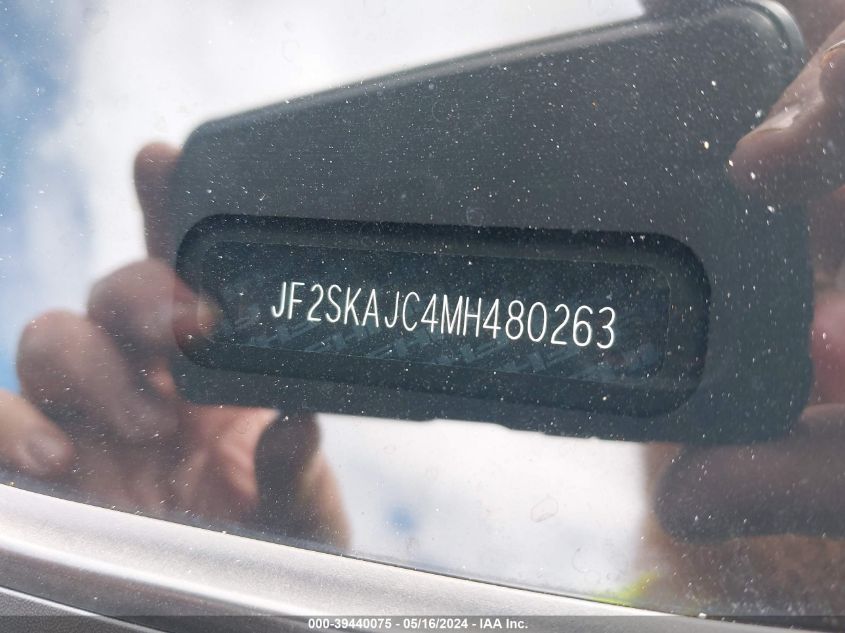 JF2SKAJC4MH480263
000-39440075 - 05/16/2024 - IAA Inc.